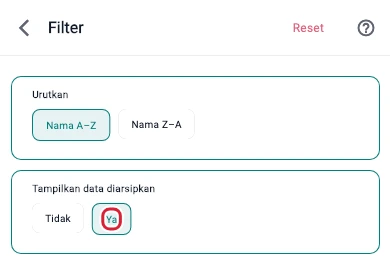 Filter
Reset
Urutkan
Nama A–Z
Nama Z–A
Tampilkan data diarsipkan
Tidak
Ya